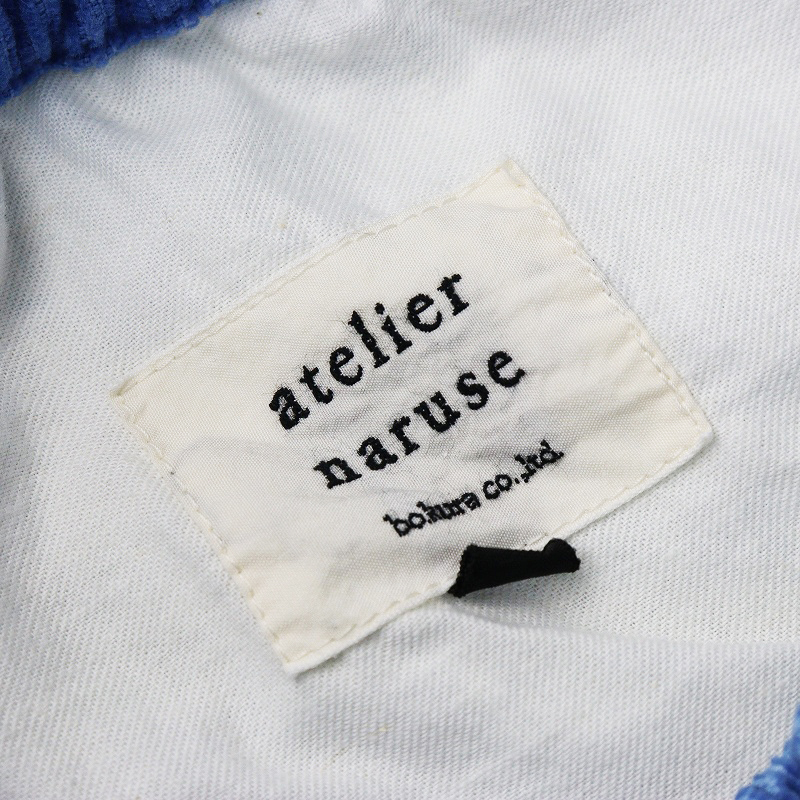 atelier
naruse
bokura co.,ltd.